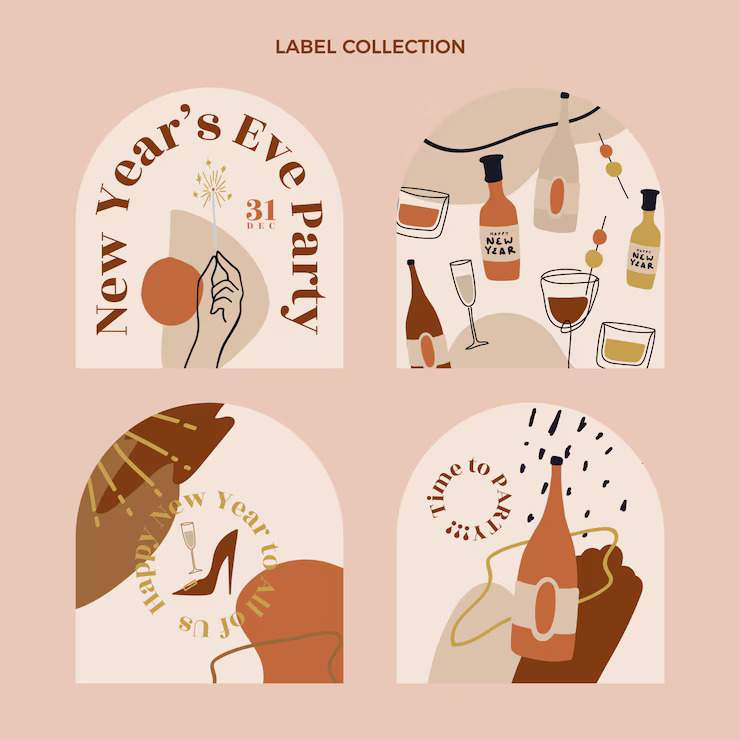 LABEL COLLECTION
New Year's Eve Party
31
DEC
HAPPY
NEW
YEAR
HAPPY
NEW
YEAR
Happy New Year to All of Us
Time to PARTY!!!